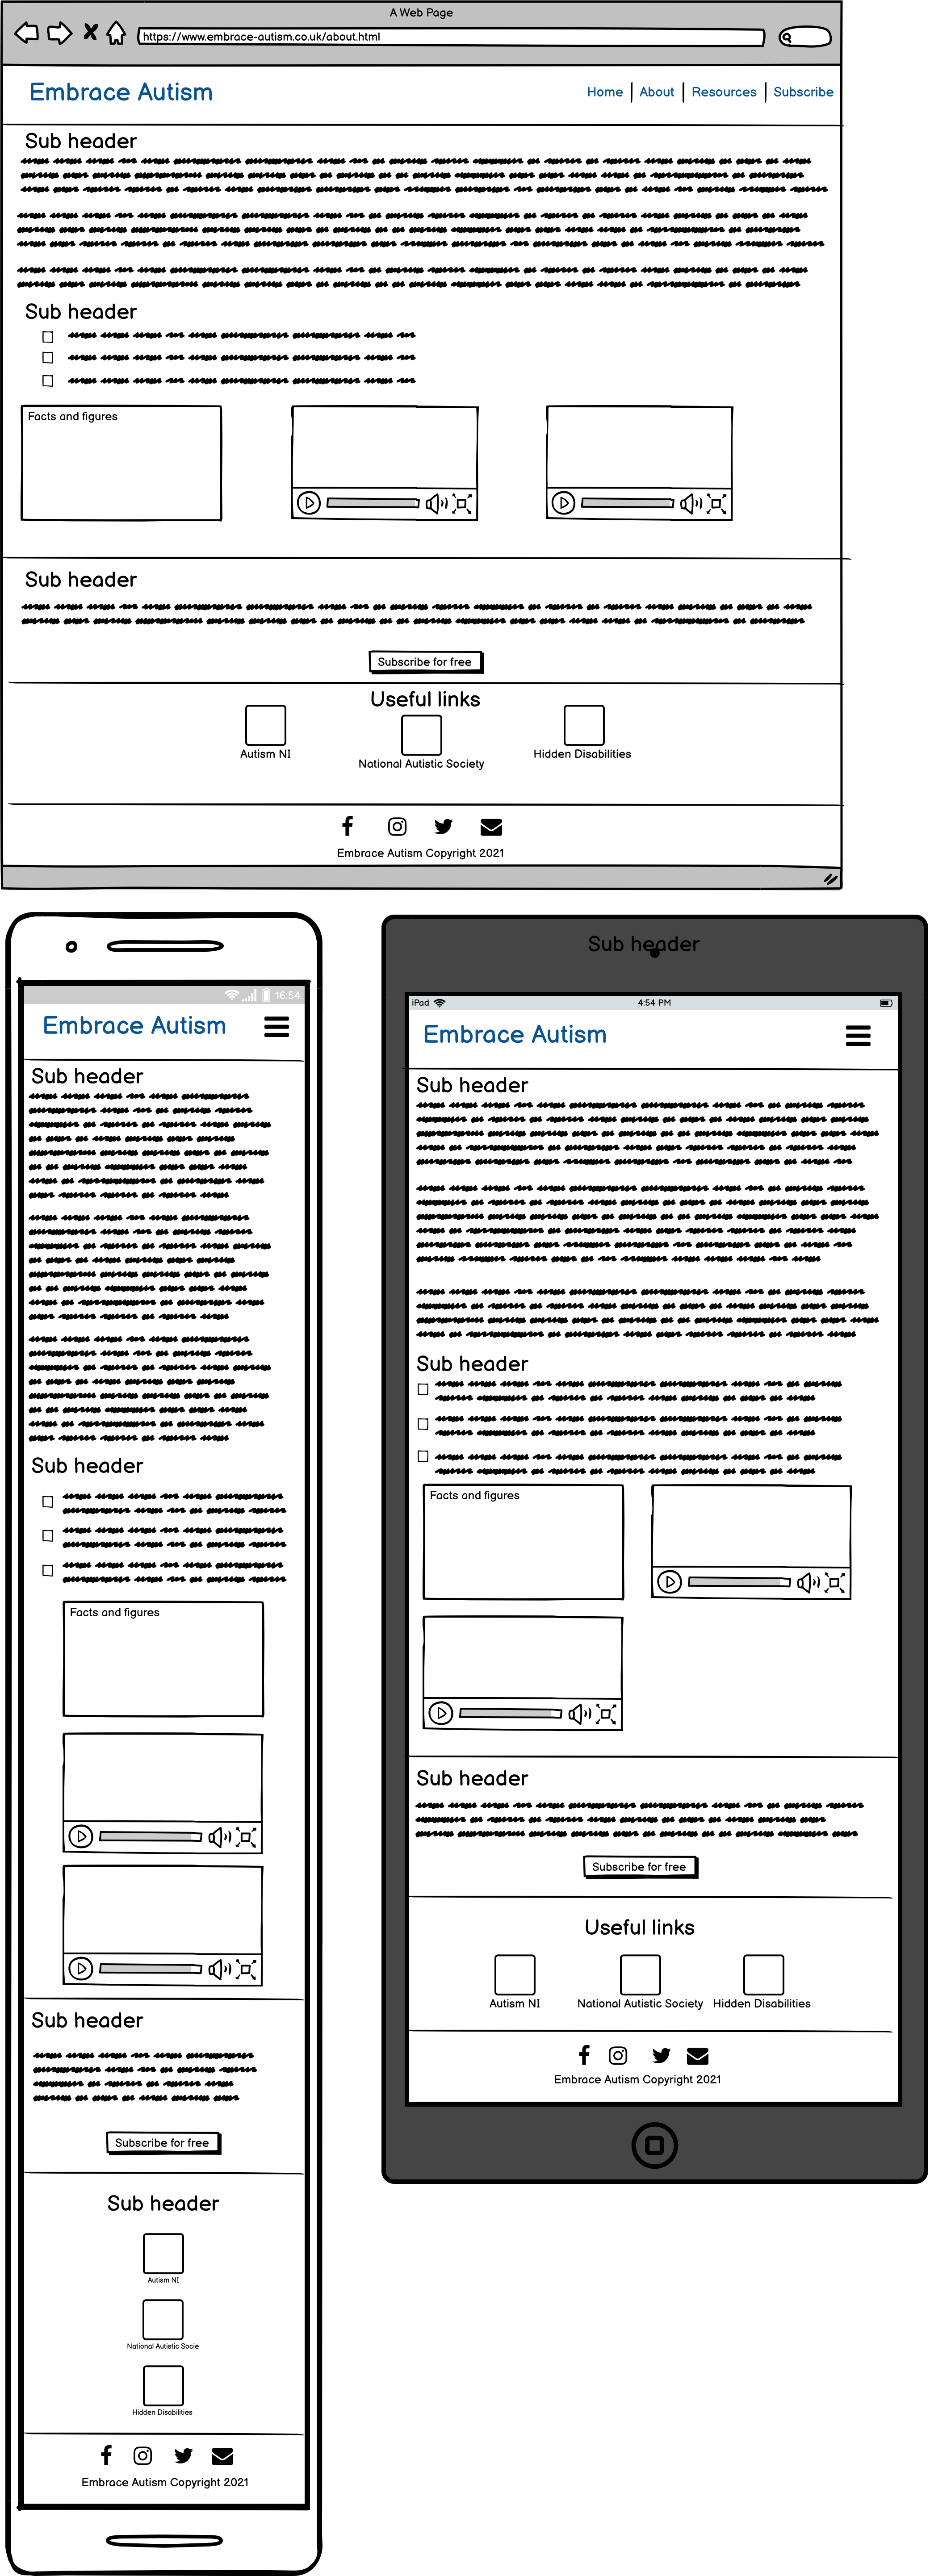 A Web Page
https://www.embrace-autism.co.uk/about.html
Embrace Autism
Home | About | Resources | Subscribe
Sub header
Sub header
Facts and figures
Sub header
Subscribe for free
Useful links
Autism NI
National Autistic Society
Hidden Disabilities
Embrace Autism Copyright 2021
16:54
Embrace Autism
Sub header
Sub header
Facts and figures
Sub header
Subscribe for free
Sub header
Autism NI
National Autistic Socie
Hidden Disabilities
Embrace Autism Copyright 2021
Sub header
iPad 4:54 PM
Embrace Autism
Sub header
Sub header
Facts and figures
Sub header
Subscribe for free
Useful links
Autism NI National Autistic Society Hidden Disabilities
Embrace Autism Copyright 2021